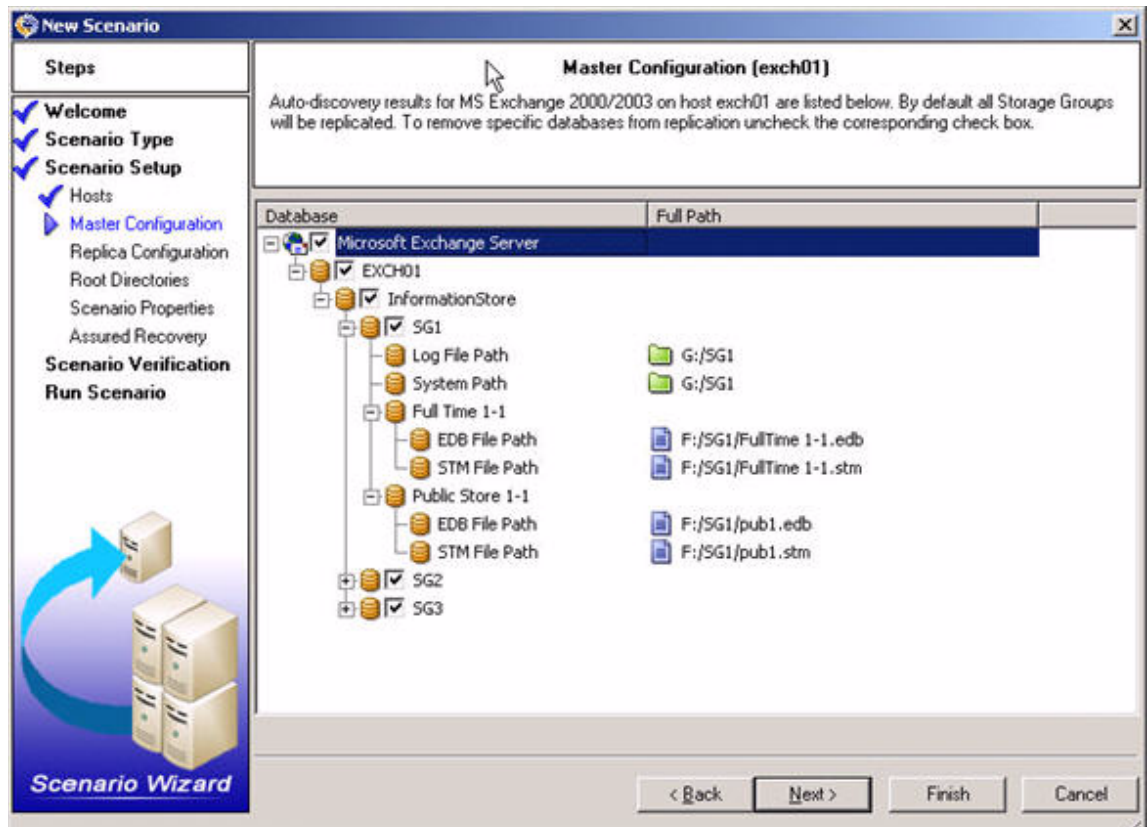 New Scenario
Steps
Welcome
Scenario Type
Scenario Setup
Hosts
Master Configuration
Replica Configuration
Root Directories
Scenario Properties
Assured Recovery
Scenario Verification
Run Scenario
Scenario Wizard
Master Configuration (exch01)
Auto-discovery results for MS Exchange 2000/2003 on host exch01 are listed below. By default all Storage Groups
will be replicated. To remove specific databases from replication uncheck the corresponding check box.
Database Full Path
Microsoft Exchange Server
EXCH01
InformationStore
SG1
Log File Path G:/SG1
System Path G:/SG1
Full Time 1-1
EDB File Path F:/SG1/FullTime 1-1.edb
STM File Path F:/SG1/FullTime 1-1.stm
Public Store 1-1
EDB File Path F:/SG1/pub1.edb
STM File Path F:/SG1/pub1.stm
SG2
SG3
< Back Next > Finish Cancel